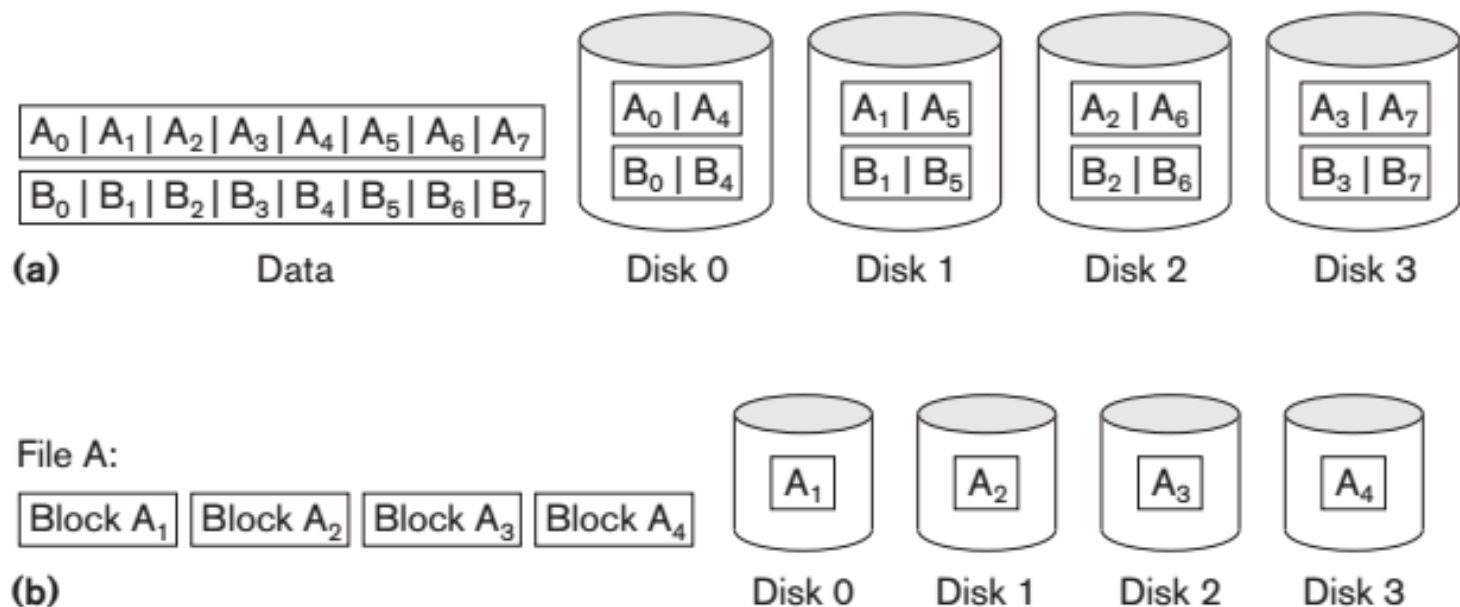 A₀ | A₁ | A₂ | A₃ | A₄ | A₅ | A₆ | A₇
B₀ | B₁ | B₂ | B₃ | B₄ | B₅ | B₆ | B₇
A₀ | A₄
B₀ | B₄
A₁ | A₅
B₁ | B₅
A₂ | A₆
B₂ | B₆
A₃ | A₇
B₃ | B₇
(a) Data Disk 0 Disk 1 Disk 2 Disk 3
File A:
Block A₁ Block A₂ Block A₃ Block A₄
A₁ A₂ A₃ A₄
(b) Disk 0 Disk 1 Disk 2 Disk 3